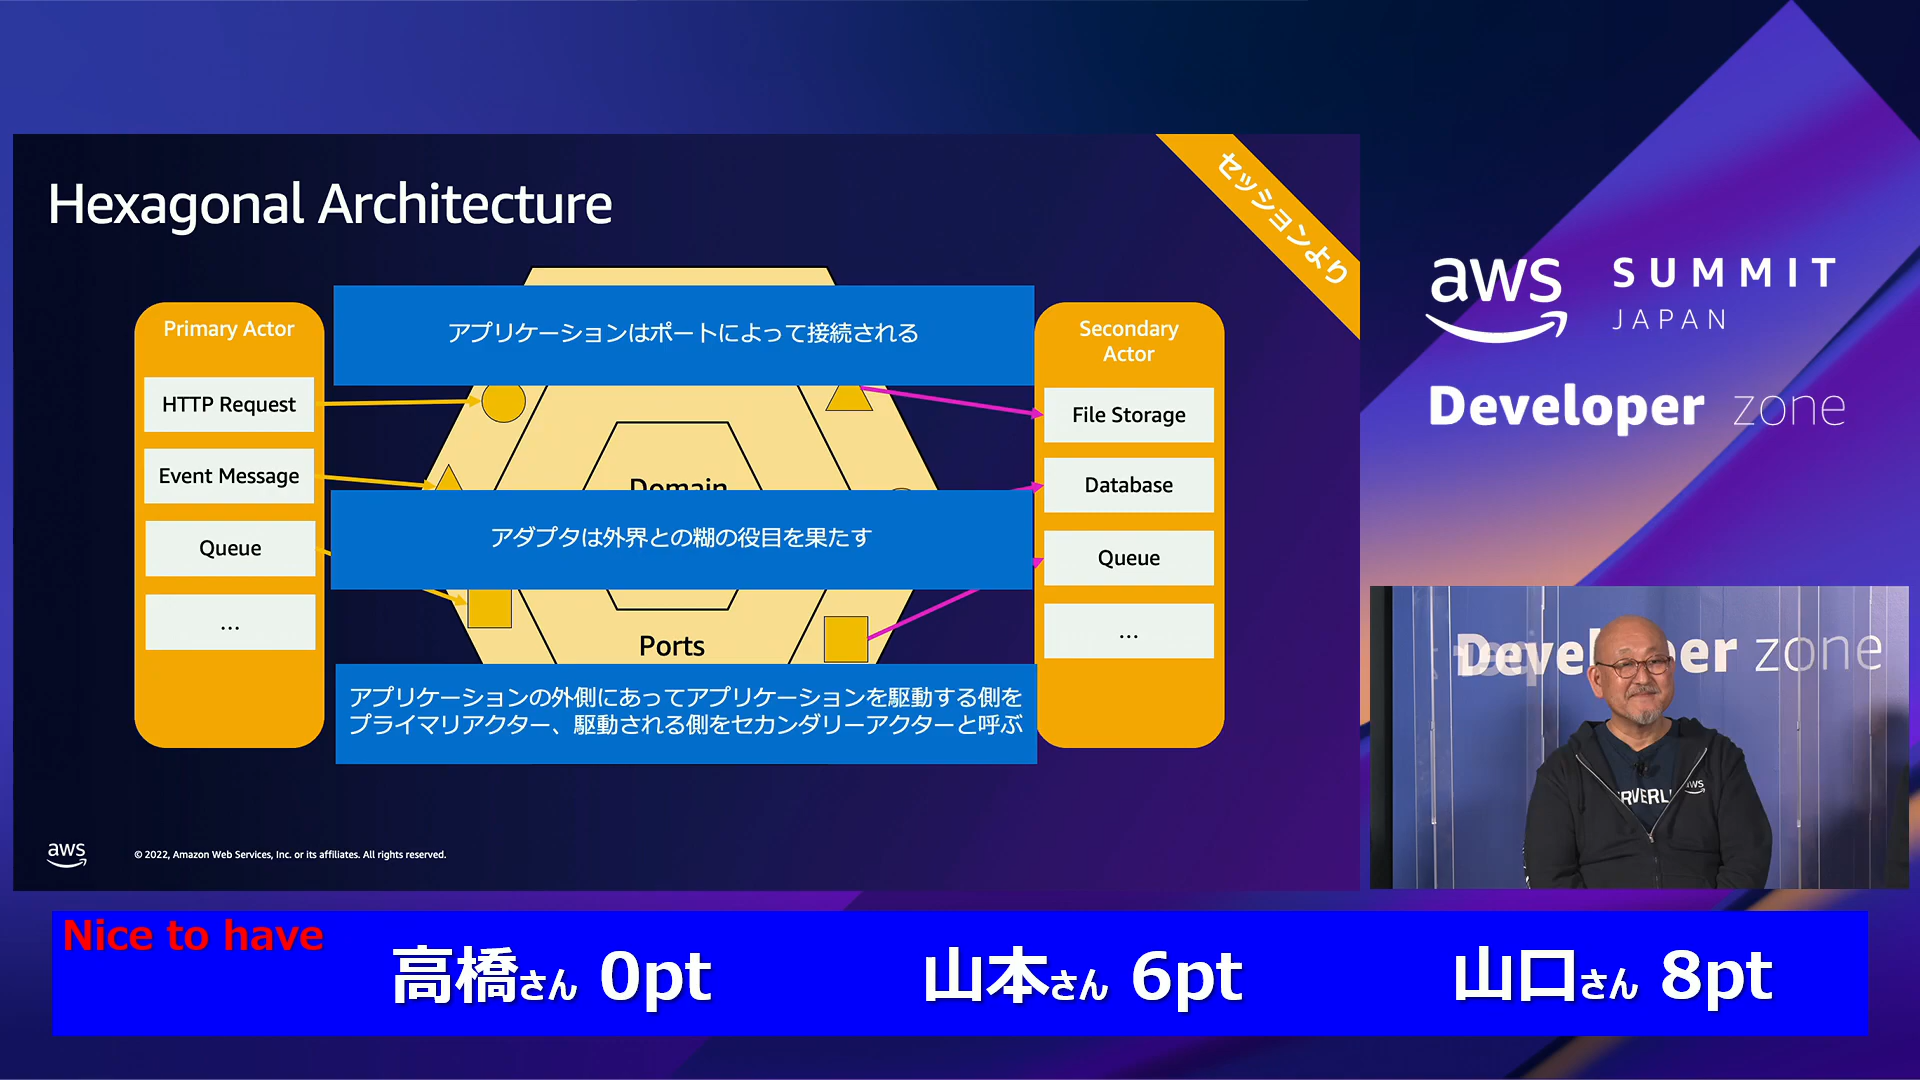 Hexagonal Architecture
セッションより
Primary Actor
HTTP Request
Event Message
Queue
...
アプリケーションはポートによって接続される
Domain
アダプタは外界との糊の役目を果たす
Ports
アプリケーションの外側にあってアプリケーションを駆動する側を
プライマリアクター、駆動される側をセカンダリーアクターと呼ぶ
Secondary
Actor
File Storage
Database
Queue
...
aws
© 2022, Amazon Web Services, Inc. or its affiliates. All rights reserved.
aws SUMMIT
JAPAN
Developer zone
Developer zone
aws
Nice to have
高橋さん 0pt
山本さん 6pt
山口さん 8pt